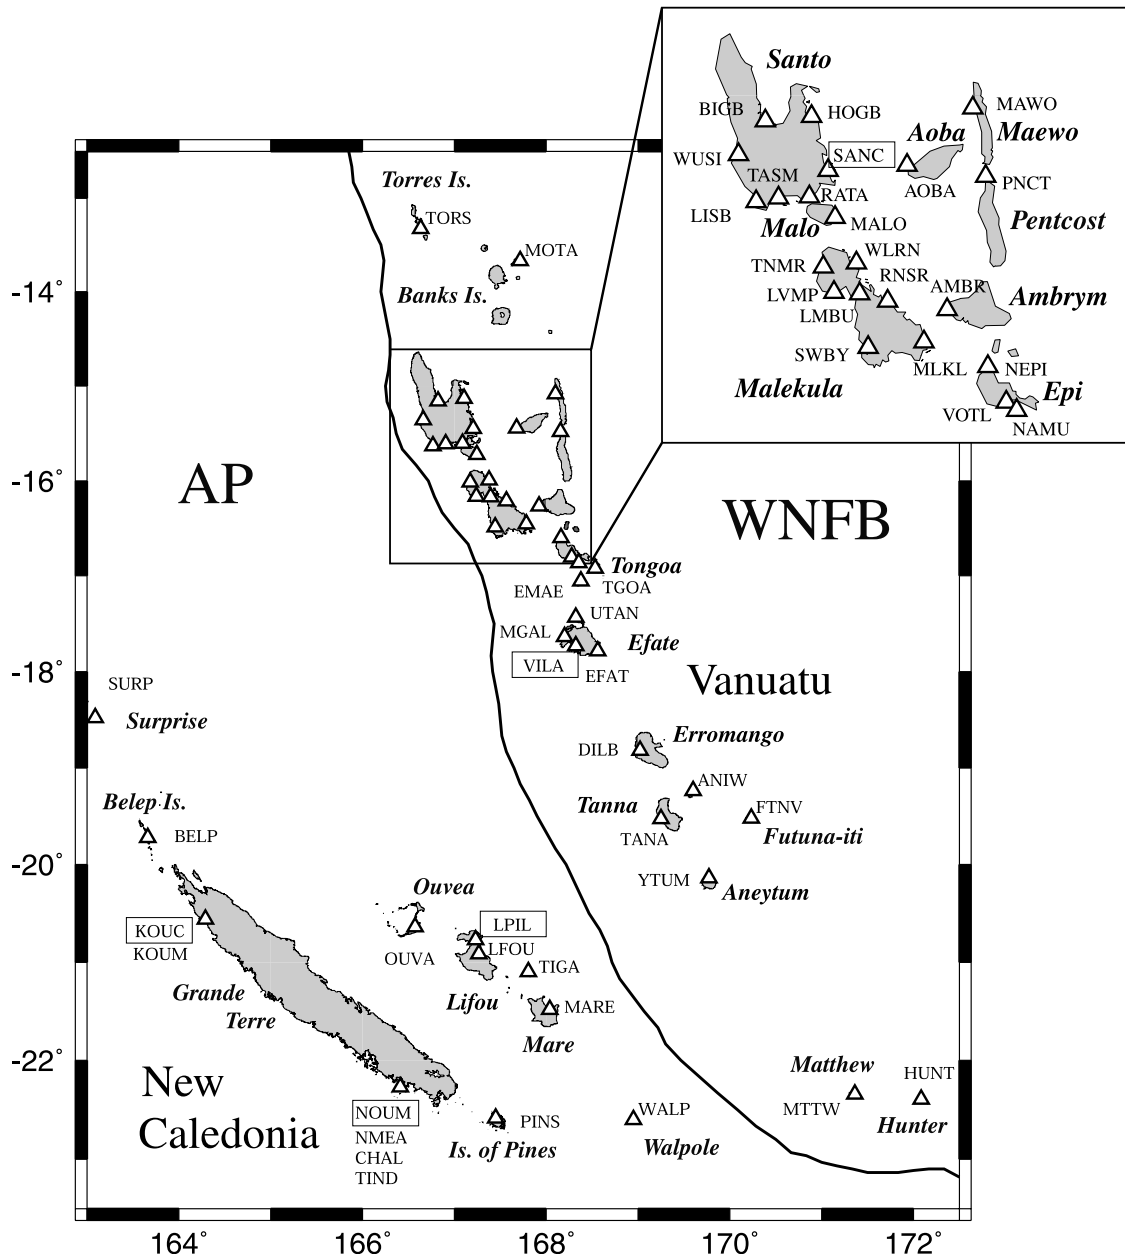 Santo
BIGB
HOGB
MAWO
Aoba
Maewo
WUSI
SANC
TASM
AOBA
PNCT
RATA
LISB
Malo
MALO
Pentcost
WLRN
TNMR
RNSR
AMBR
Ambrym
LVMP
LMBU
SWBY
MLKL
NEPI
Malekula
Epi
VOTL
NAMU
Torres Is.
TORS
MOTA
Banks Is.
-14°
-16°
-18°
-20°
-22°
AP
WNFB
Tongoa
EMAE
TGOA
UTAN
MGAL
Efate
VILA
EFAT
Vanuatu
SURP
Surprise
Erromango
DILB
ANIW
Tanna
FTNV
TANA
Futuna-iti
Belep Is.
BELP
YTUM
Aneytum
Ouvea
KOUC
KOUM
LPIL
LFOU
OUVA
TIGA
Grande
Terre
Lifou
MARE
Mare
Matthew
HUNT
MTTW
Hunter
New
Caledonia
NOUM
NMEA
CHAL
TIND
PINS
Is. of Pines
WALP
Walpole
164°
166°
168°
170°
172°